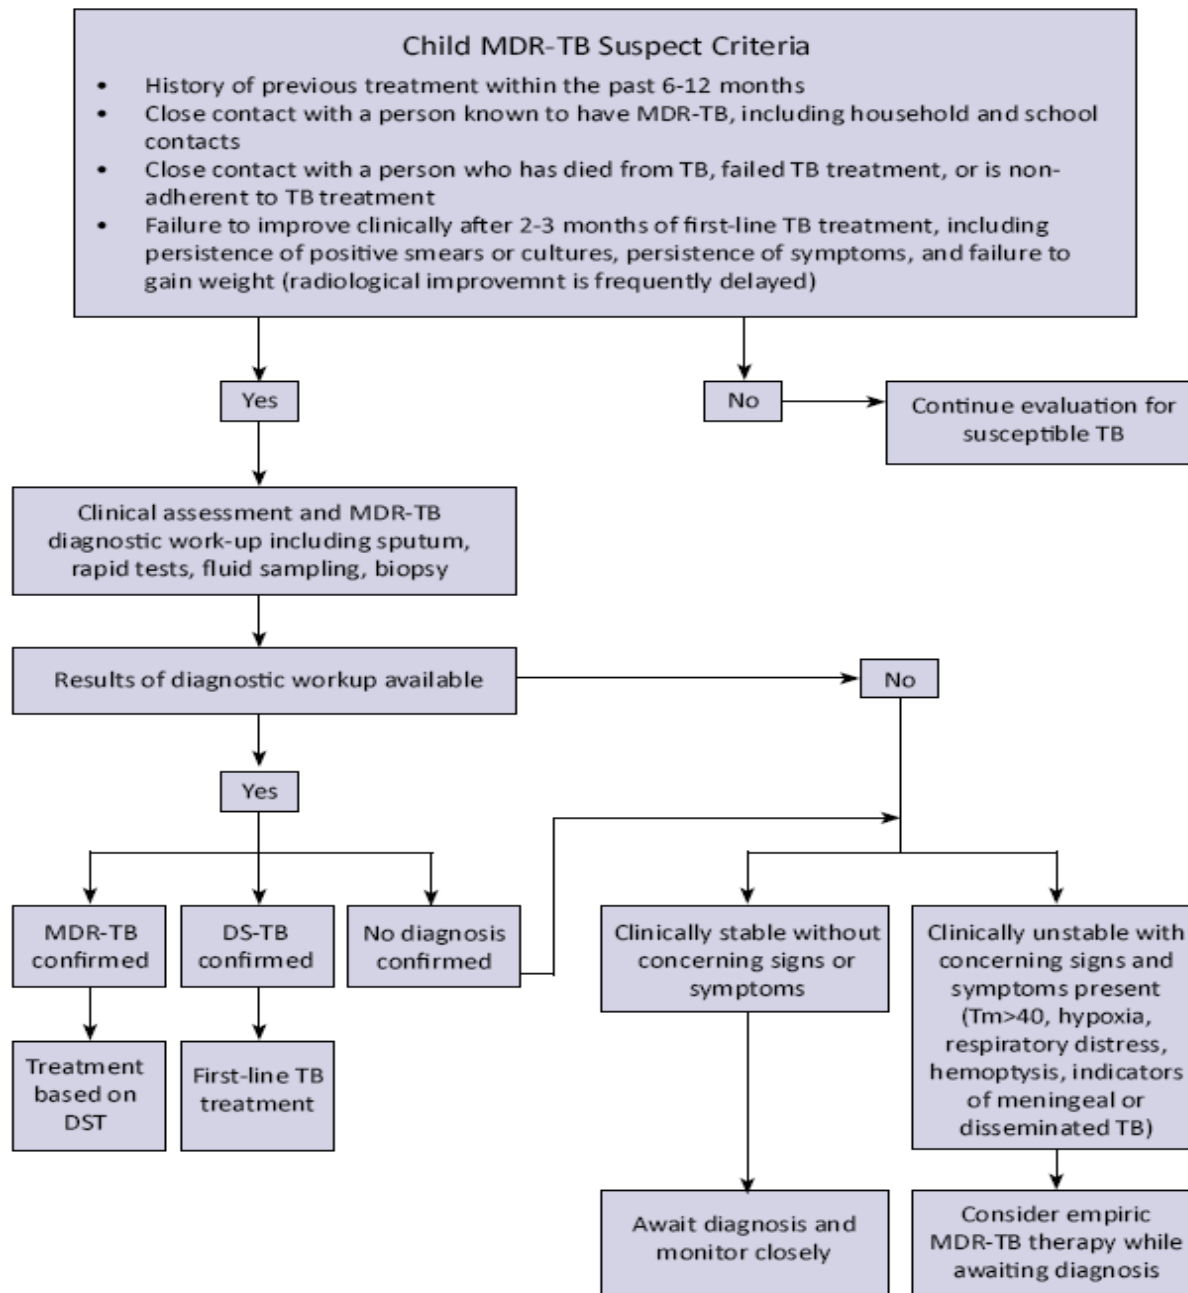 Child MDR-TB Suspect Criteria
• History of previous treatment within the past 6-12 months
• Close contact with a person known to have MDR-TB, including household and school
contacts
• Close contact with a person who has died from TB, failed TB treatment, or is non-
adherent to TB treatment
• Failure to improve clinically after 2-3 months of first-line TB treatment, including
persistence of positive smears or cultures, persistence of symptoms, and failure to
gain weight (radiological improvemnt is frequently delayed)
Yes
No
Continue evaluation for
susceptible TB
Clinical assessment and MDR-TB
diagnostic work-up including sputum,
rapid tests, fluid sampling, biopsy
Results of diagnostic workup available
No
Yes
MDR-TB
confirmed
DS-TB
confirmed
No diagnosis
confirmed
Clinically stable without
concerning signs or
symptoms
Clinically unstable with
concerning signs and
symptoms present
(Tm>40, hypoxia,
respiratory distress,
hemoptysis, indicators
of meningeal or
disseminated TB)
Treatment
based on
DST
First-line TB
treatment
Await diagnosis and
monitor closely
Consider empiric
MDR-TB therapy while
awaiting diagnosis